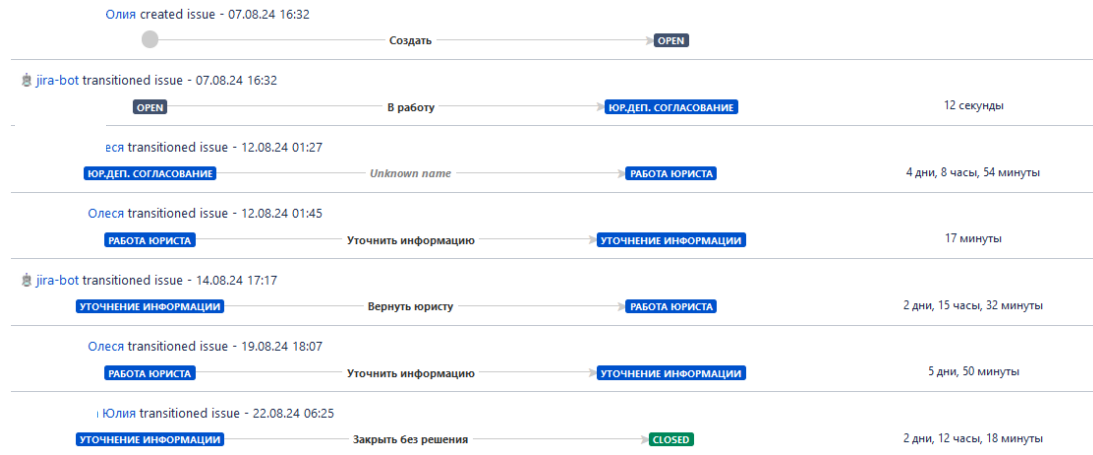 Олия created issue - 07.08.24 16:32
Создать OPEN
jira-bot transitioned issue - 07.08.24 16:32
OPEN В работу ЮР.ДЕП. СОГЛАСОВАНИЕ 12 секунды
еся transitioned issue - 12.08.24 01:27
ЮР.ДЕП. СОГЛАСОВАНИЕ Unknown name РАБОТА ЮРИСТА 4 дни, 8 часы, 54 минуты
Олеся transitioned issue - 12.08.24 01:45
РАБОТА ЮРИСТА Уточнить информацию УТОЧНЕНИЕ ИНФОРМАЦИИ 17 минуты
jira-bot transitioned issue - 14.08.24 17:17
УТОЧНЕНИЕ ИНФОРМАЦИИ Вернуть юристу РАБОТА ЮРИСТА 2 дни, 15 часы, 32 минуты
Олеся transitioned issue - 19.08.24 18:07
РАБОТА ЮРИСТА Уточнить информацию УТОЧНЕНИЕ ИНФОРМАЦИИ 5 дни, 50 минуты
Юлия transitioned issue - 22.08.24 06:25
УТОЧНЕНИЕ ИНФОРМАЦИИ Закрыть без решения CLOSED 2 дни, 12 часы, 18 минуты